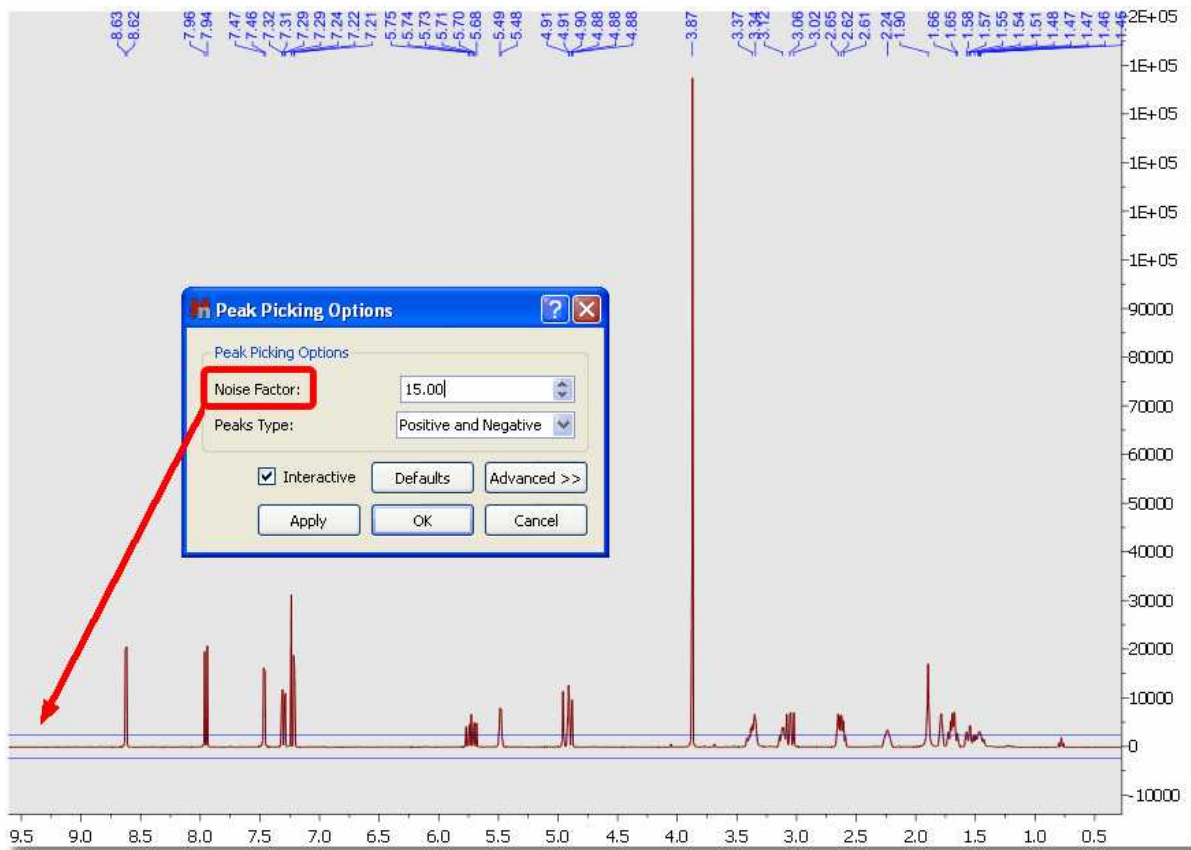 8.63 8.62 7.96 7.94 7.47 7.46 7.32 7.31 7.29 7.29 7.24 7.22 7.21 5.75 5.74 5.73 5.71 5.70 5.68 5.49 5.48 4.91 4.91 4.90 4.88 4.88 4.88 3.87 3.37 3.34 3.12 3.06 3.02 2.65 2.62 2.61 2.24 1.90 1.66 1.65 1.58 1.57 1.55 1.54 1.51 1.48 1.47 1.47 1.46
2E+05
1E+05
1E+05
1E+05
1E+05
1E+05
90000
80000
70000
60000
50000
40000
30000
20000
10000
0
-10000
Peak Picking Options
Peak Picking Options
Noise Factor: 15.00
Peaks Type: Positive and Negative
Interactive Defaults Advanced >>
Apply OK Cancel
9.5 9.0 8.5 8.0 7.5 7.0 6.5 6.0 5.5 5.0 4.5 4.0 3.5 3.0 2.5 2.0 1.5 1.0 0.5